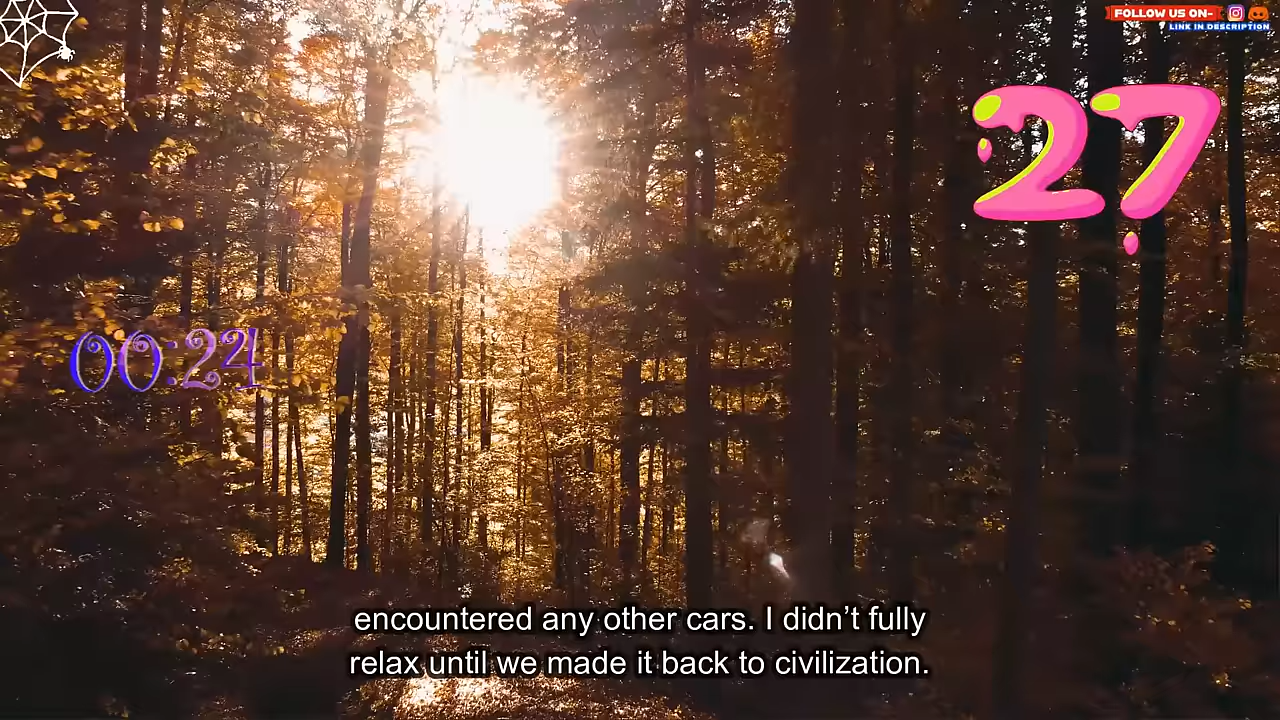 FOLLOW US ON-
LINK IN DESCRIPTION
27
00:24
encountered any other cars. I didn’t fully
relax until we made it back to civilization.